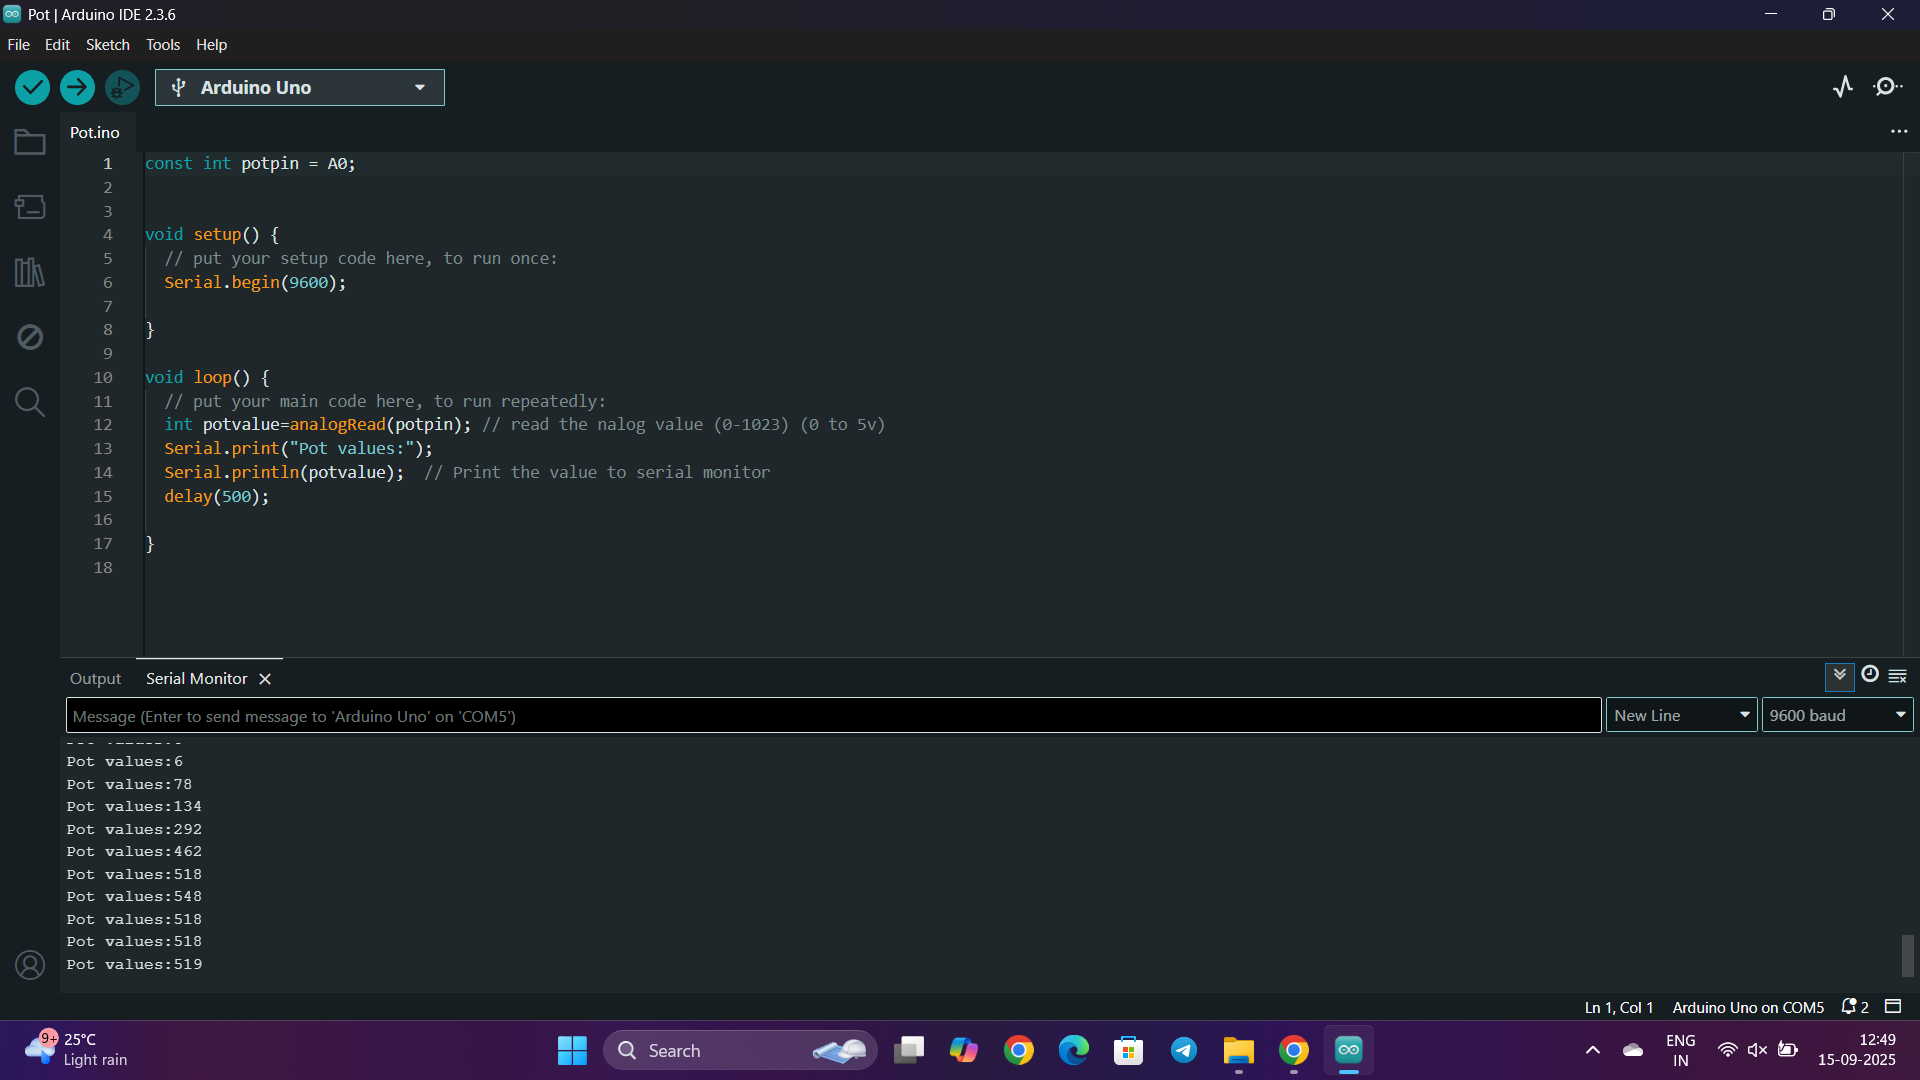 Pot | Arduino IDE 2.3.6
File Edit Sketch Tools Help
Arduino Uno
Pot.ino
1 const int potpin = A0;
2
3
4 void setup() {
5 // put your setup code here, to run once:
6 Serial.begin(9600);
7
8 }
9
10 void loop() {
11 // put your main code here, to run repeatedly:
12 int potvalue=analogRead(potpin); // read the nalog value (0-1023) (0 to 5v)
13 Serial.print("Pot values:");
14 Serial.println(potvalue); // Print the value to serial monitor
15 delay(500);
16
17 }
18
Output Serial Monitor
Message (Enter to send message to 'Arduino Uno' on 'COM5')
New Line
9600 baud
Pot values:6
Pot values:78
Pot values:134
Pot values:292
Pot values:462
Pot values:518
Pot values:548
Pot values:518
Pot values:518
Pot values:519
Ln 1, Col 1 Arduino Uno on COM5 2
9+ 25°C
Light rain
Search
ENG
IN
12:49
15-09-2025